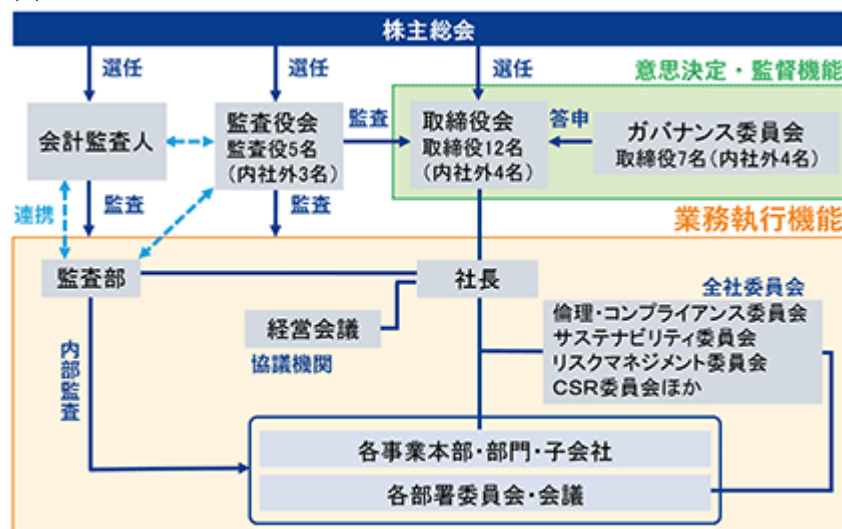 株主総会
選任
選任
選任
意思決定・監督機能
会計監査人
監査役会
監査役5名
(内社外3名)
監査
取締役会
取締役12名
(内社外4名)
答申
ガバナンス委員会
取締役7名(内社外4名)
連携
監査
監査
業務執行機能
監査部
社長
全社委員会
倫理・コンプライアンス委員会
サステナビリティ委員会
リスクマネジメント委員会
CSR委員会ほか
経営会議
協議機関
内部監査
各事業本部・部門・子会社
各部署委員会・会議